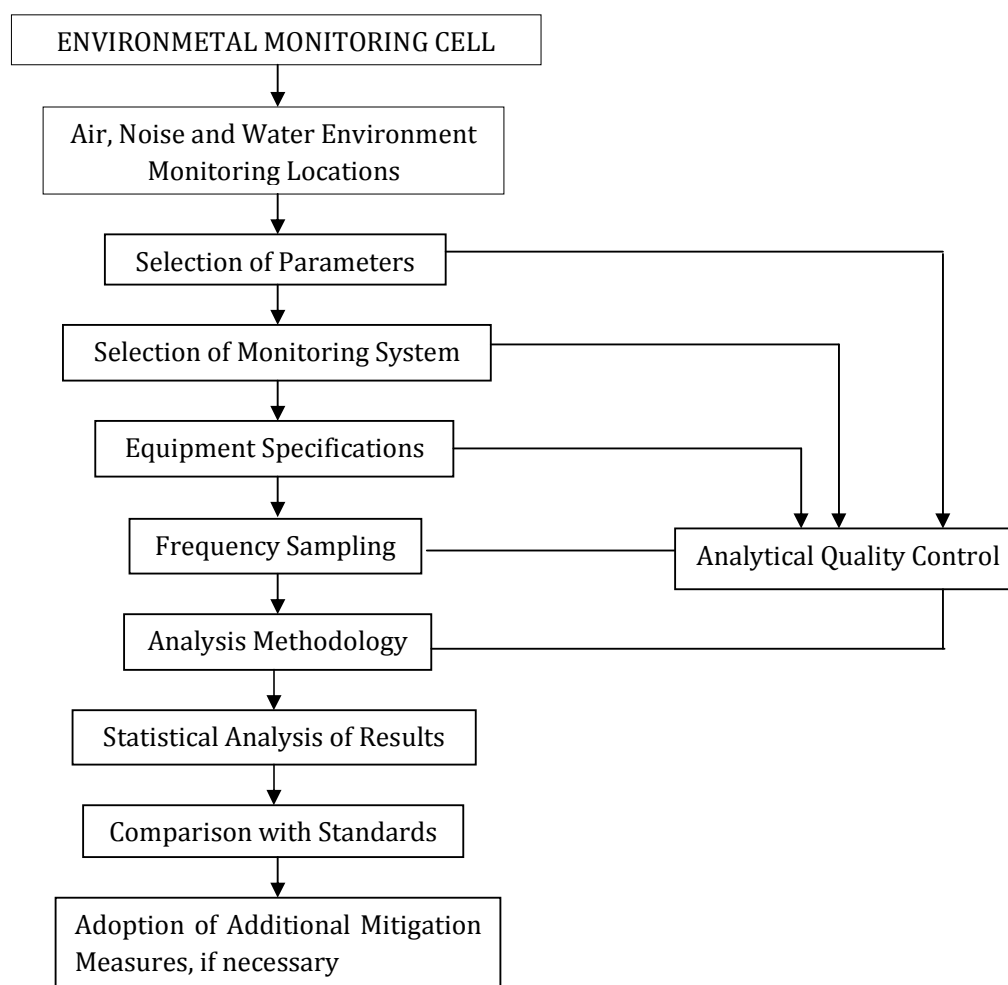 ENVIRONMETAL MONITORING CELL
Air, Noise and Water Environment
Monitoring Locations
Selection of Parameters
Selection of Monitoring System
Equipment Specifications
Frequency Sampling
Analytical Quality Control
Analysis Methodology
Statistical Analysis of Results
Comparison with Standards
Adoption of Additional Mitigation
Measures, if necessary